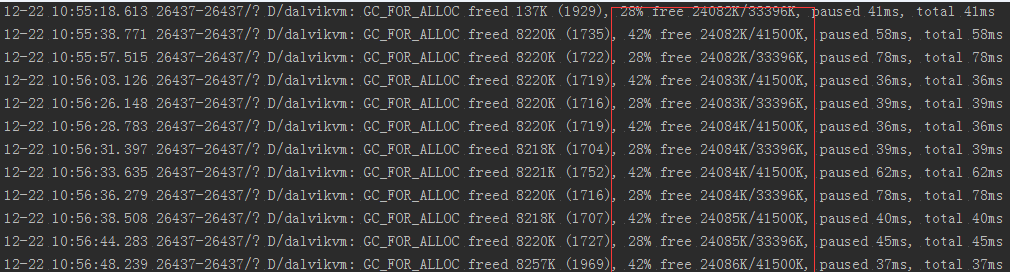 12-22 10:55:18.613 26437-26437/? D/dalvikvm: GC_FOR_ALLOC freed 137K (1929), 28% free 24082K/33396K, paused 41ms, total 41ms
12-22 10:55:38.771 26437-26437/? D/dalvikvm: GC_FOR_ALLOC freed 8220K (1735), 42% free 24082K/41500K, paused 58ms, total 58ms
12-22 10:55:57.515 26437-26437/? D/dalvikvm: GC_FOR_ALLOC freed 8220K (1722), 28% free 24082K/33396K, paused 78ms, total 78ms
12-22 10:56:03.126 26437-26437/? D/dalvikvm: GC_FOR_ALLOC freed 8220K (1719), 42% free 24083K/41500K, paused 36ms, total 36ms
12-22 10:56:26.148 26437-26437/? D/dalvikvm: GC_FOR_ALLOC freed 8220K (1716), 28% free 24083K/33396K, paused 39ms, total 39ms
12-22 10:56:28.783 26437-26437/? D/dalvikvm: GC_FOR_ALLOC freed 8220K (1719), 42% free 24084K/41500K, paused 36ms, total 36ms
12-22 10:56:31.397 26437-26437/? D/dalvikvm: GC_FOR_ALLOC freed 8218K (1704), 28% free 24084K/33396K, paused 39ms, total 39ms
12-22 10:56:33.635 26437-26437/? D/dalvikvm: GC_FOR_ALLOC freed 8221K (1752), 42% free 24084K/41500K, paused 62ms, total 62ms
12-22 10:56:36.279 26437-26437/? D/dalvikvm: GC_FOR_ALLOC freed 8220K (1716), 28% free 24084K/33396K, paused 78ms, total 78ms
12-22 10:56:38.508 26437-26437/? D/dalvikvm: GC_FOR_ALLOC freed 8218K (1707), 42% free 24085K/41500K, paused 40ms, total 40ms
12-22 10:56:44.283 26437-26437/? D/dalvikvm: GC_FOR_ALLOC freed 8220K (1727), 28% free 24085K/33396K, paused 45ms, total 45ms
12-22 10:56:48.239 26437-26437/? D/dalvikvm: GC_FOR_ALLOC freed 8257K (1969), 42% free 24086K/41500K, paused 37ms, total 37ms